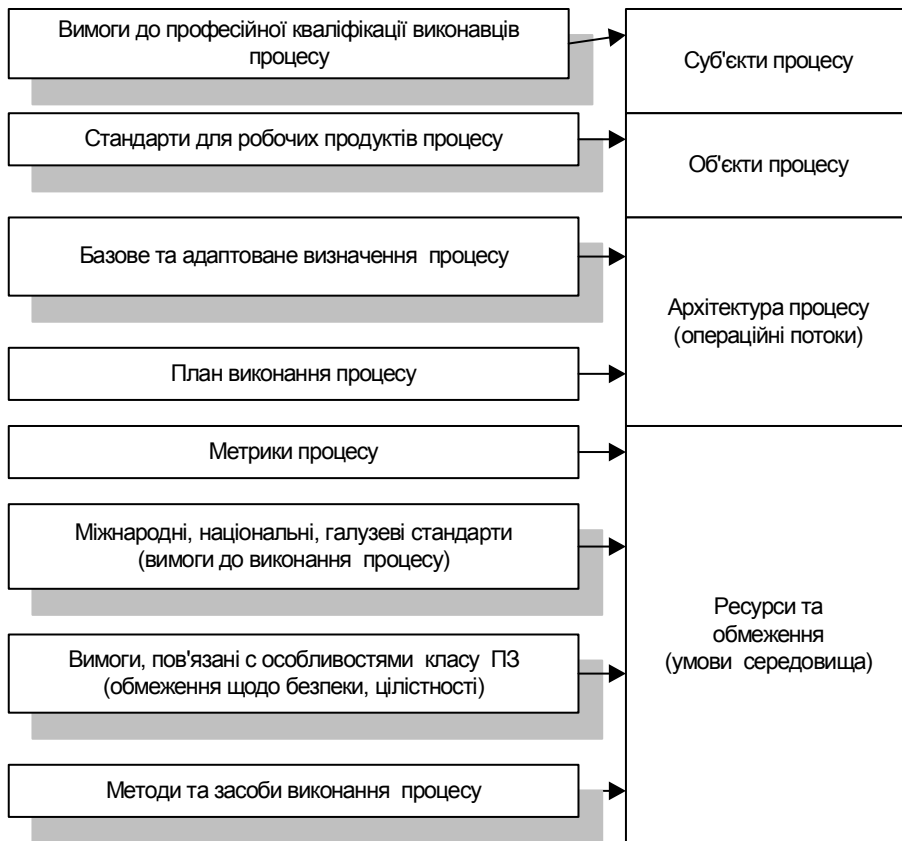 Вимоги до професійної кваліфікації виконавців
процесу
Суб'єкти процесу
Стандарти для робочих продуктів процесу
Об'єкти процесу
Базове та адаптоване визначення процесу
Архітектура процесу
(операційні потоки)
План виконання процесу
Метрики процесу
Міжнародні, національні, галузеві стандарти
(вимоги до виконання процесу)
Ресурси та
обмеження
(умови середовища)
Вимоги, пов'язані с особливостями класу ПЗ
(обмеження щодо безпеки, цілістності)
Методи та засоби виконання процесу